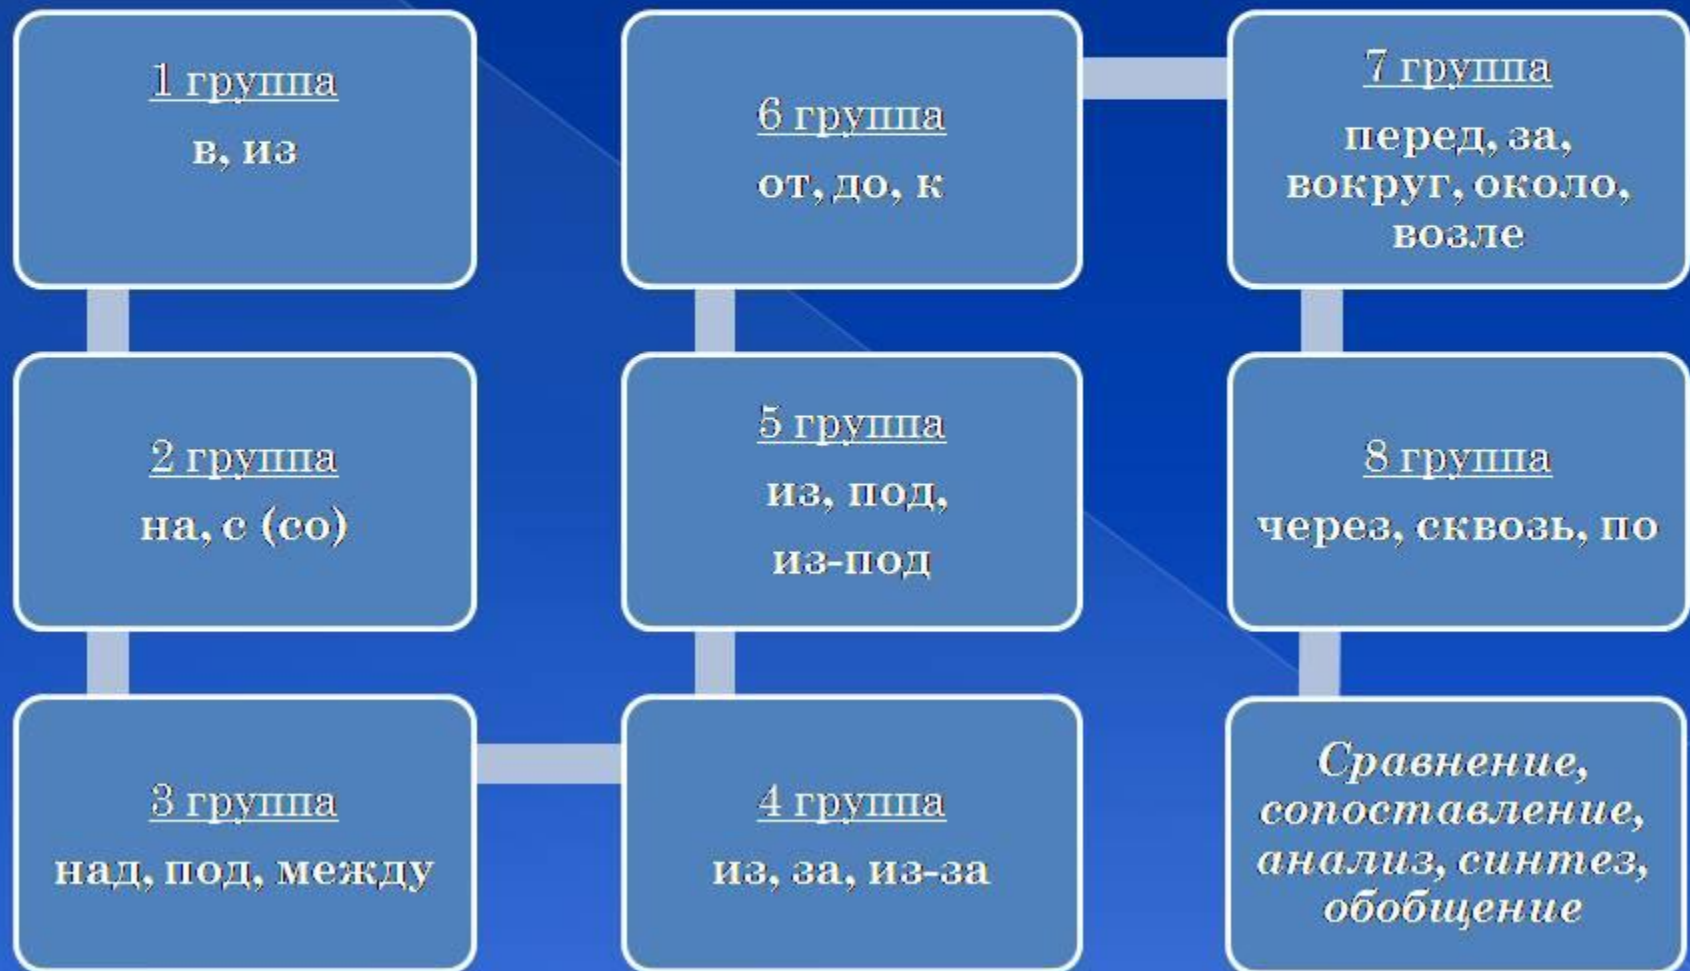 1 группа
в, из
2 группа
на, с (со)
3 группа
над, под, между
4 группа
из, за, из-за
5 группа
из, под,
из-под
6 группа
от, до, к
7 группа
перед, за,
вокруг, около,
возле
8 группа
через, сквозь, по
Сравнение,
сопоставление,
анализ, синтез,
обобщение